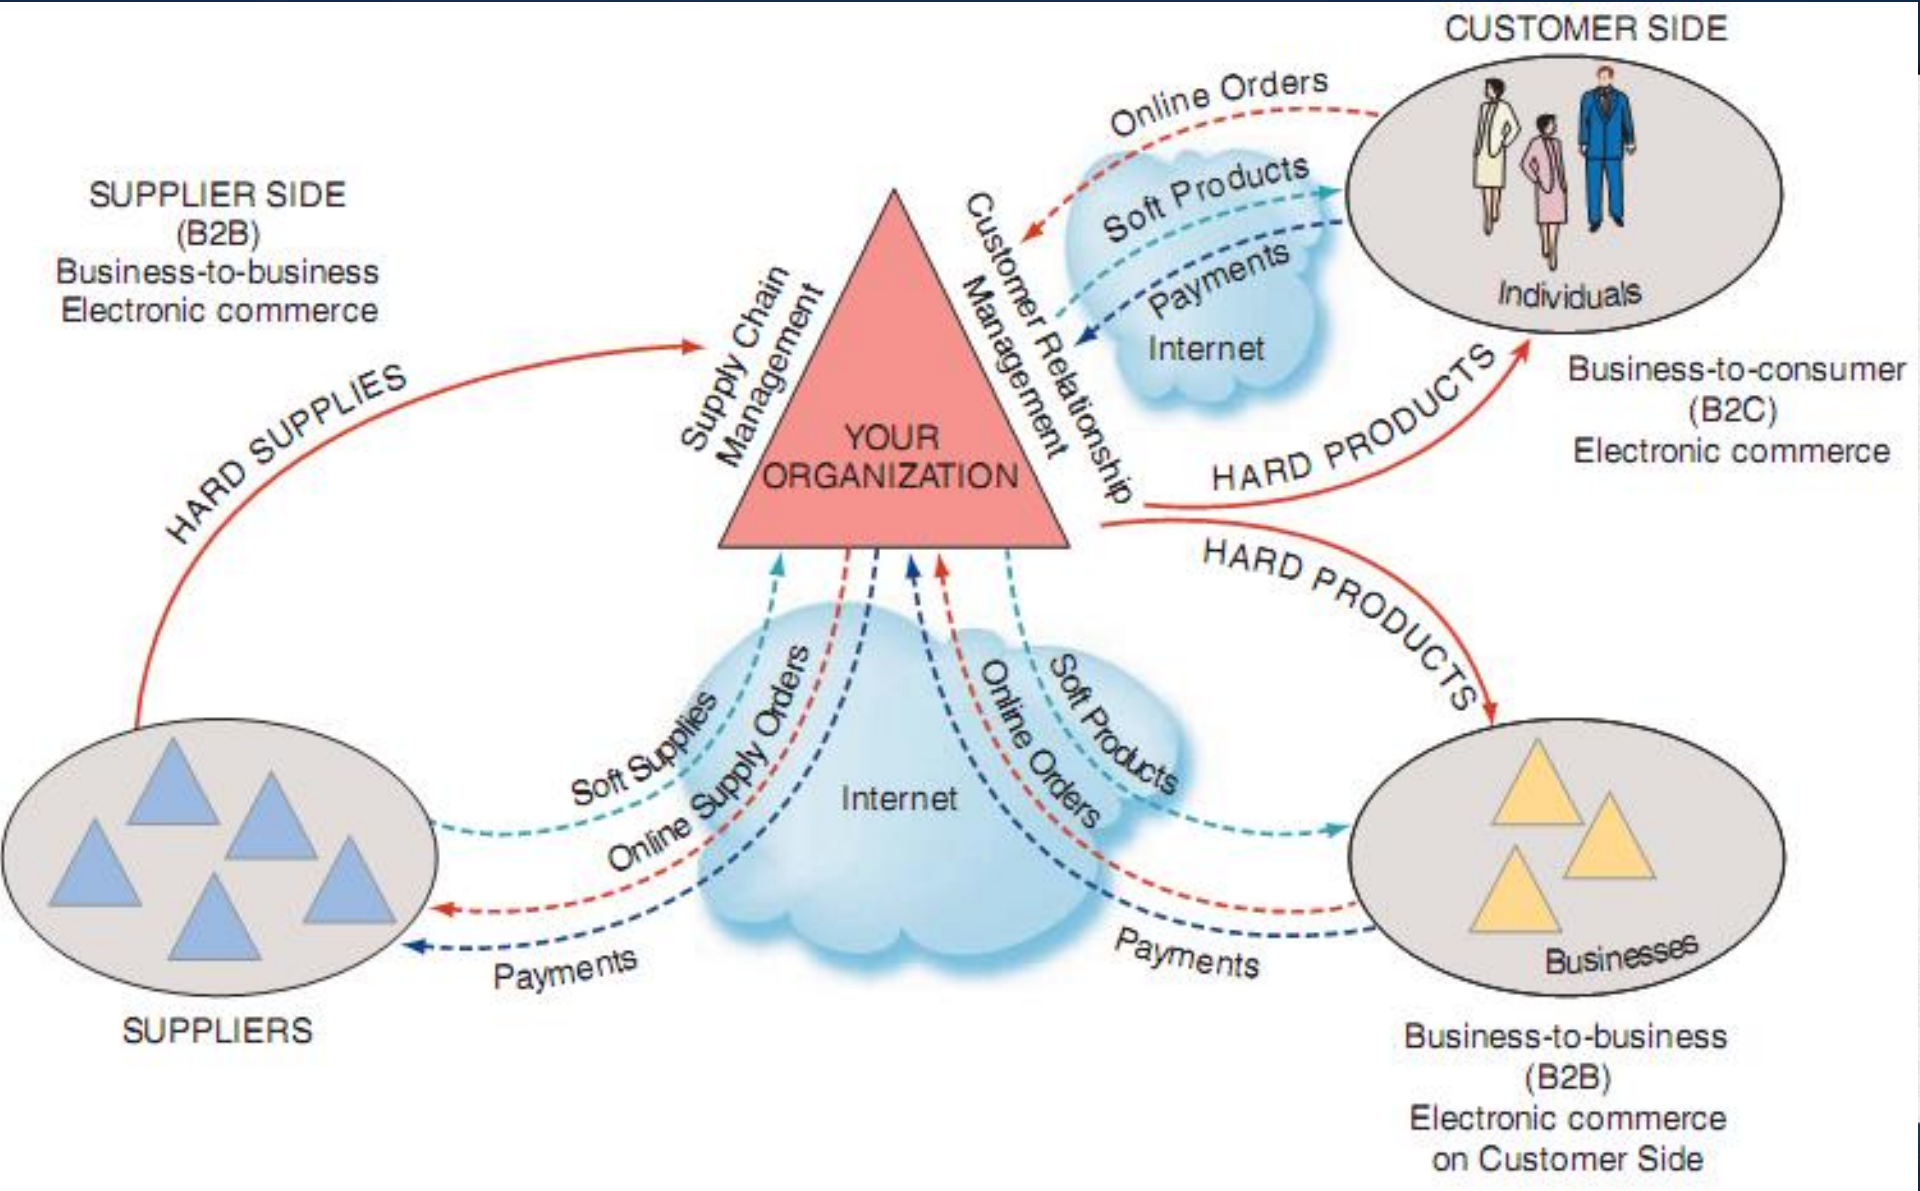 CUSTOMER SIDE
Online Orders
Soft Products
Payments
Internet
Individuals
SUPPLIER SIDE
(B2B)
Business-to-business
Electronic commerce
HARD SUPPLIES
Supply Chain
Management
Customer Relationship
Management
YOUR
ORGANIZATION
HARD PRODUCTS
Business-to-consumer
(B2C)
Electronic commerce
HARD PRODUCTS
Soft Supplies
Online Supply Orders
Payments
Internet
Online Orders
Soft Products
Payments
Businesses
SUPPLIERS
Business-to-business
(B2B)
Electronic commerce
on Customer Side